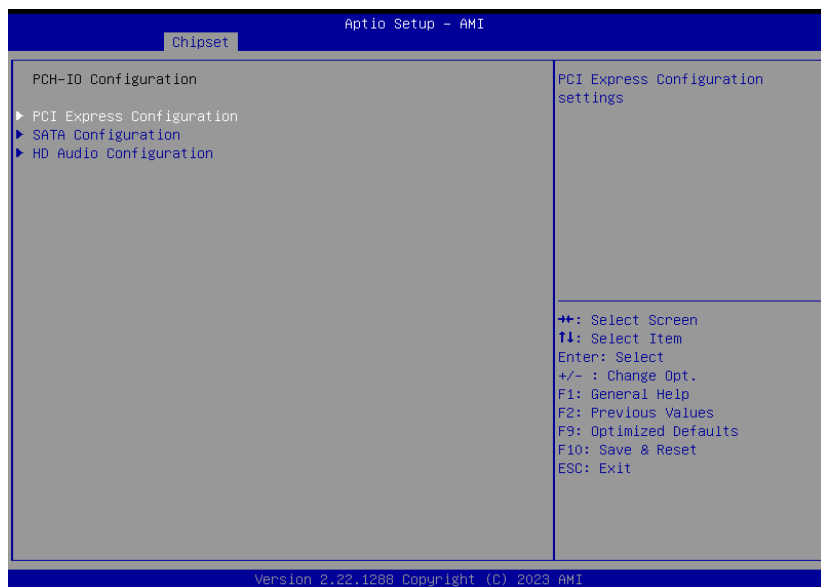 Aptio Setup – AMI
Chipset
PCH-IO Configuration
PCI Express Configuration
SATA Configuration
HD Audio Configuration
PCI Express Configuration
settings
→←: Select Screen
↑↓: Select Item
Enter: Select
+/- : Change Opt.
F1: General Help
F2: Previous Values
F9: Optimized Defaults
F10: Save & Reset
ESC: Exit
Version 2.22.1288 Copyright (C) 2023 AMI